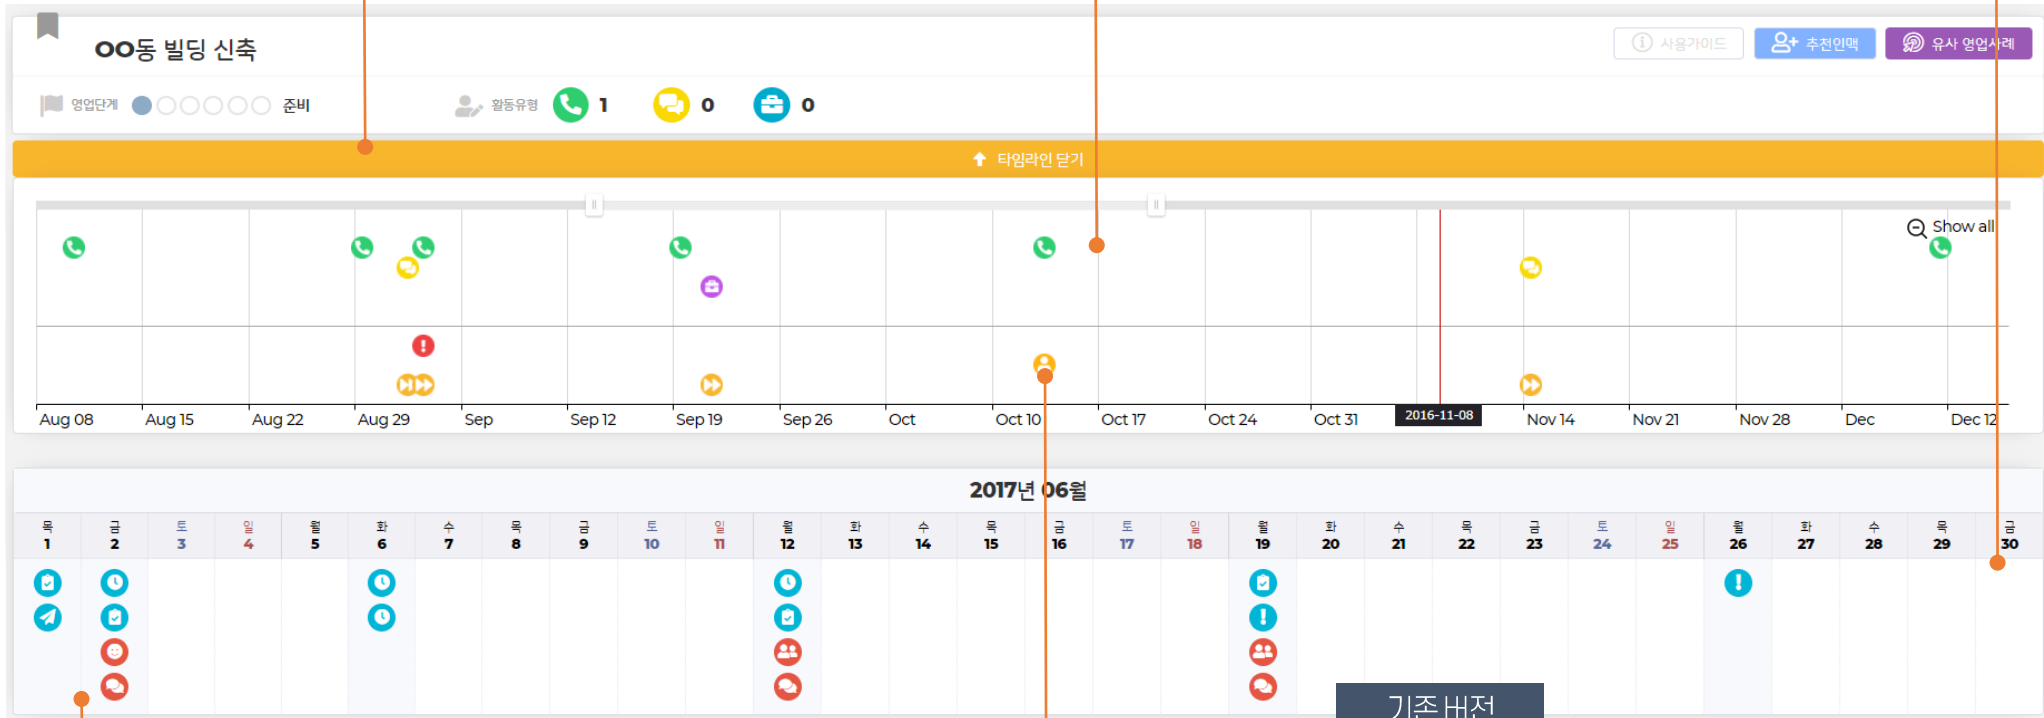 OO동 빌딩 신축
사용가이드 추천인맥 유사 영업사례
영업단계 준비 활동유형 1 0 0
타임라인 닫기
Show all
Aug 08 Aug 15 Aug 22 Aug 29 Sep Sep 12 Sep 19 Sep 26 Oct Oct 10 Oct 17 Oct 24 Oct 31 2016-11-08 Nov 14 Nov 21 Nov 28 Dec Dec 12
2017년 06월
목 금 토 일 월 화 수 목 금 토 일 월 화 수 목 금 토 일 월 화 수 목 금 토 일 월 화 수 목 금
1 2 3 4 5 6 7 8 9 10 11 12 13 14 15 16 17 18 19 20 21 22 23 24 25 26 27 28 29 30
기존 버전